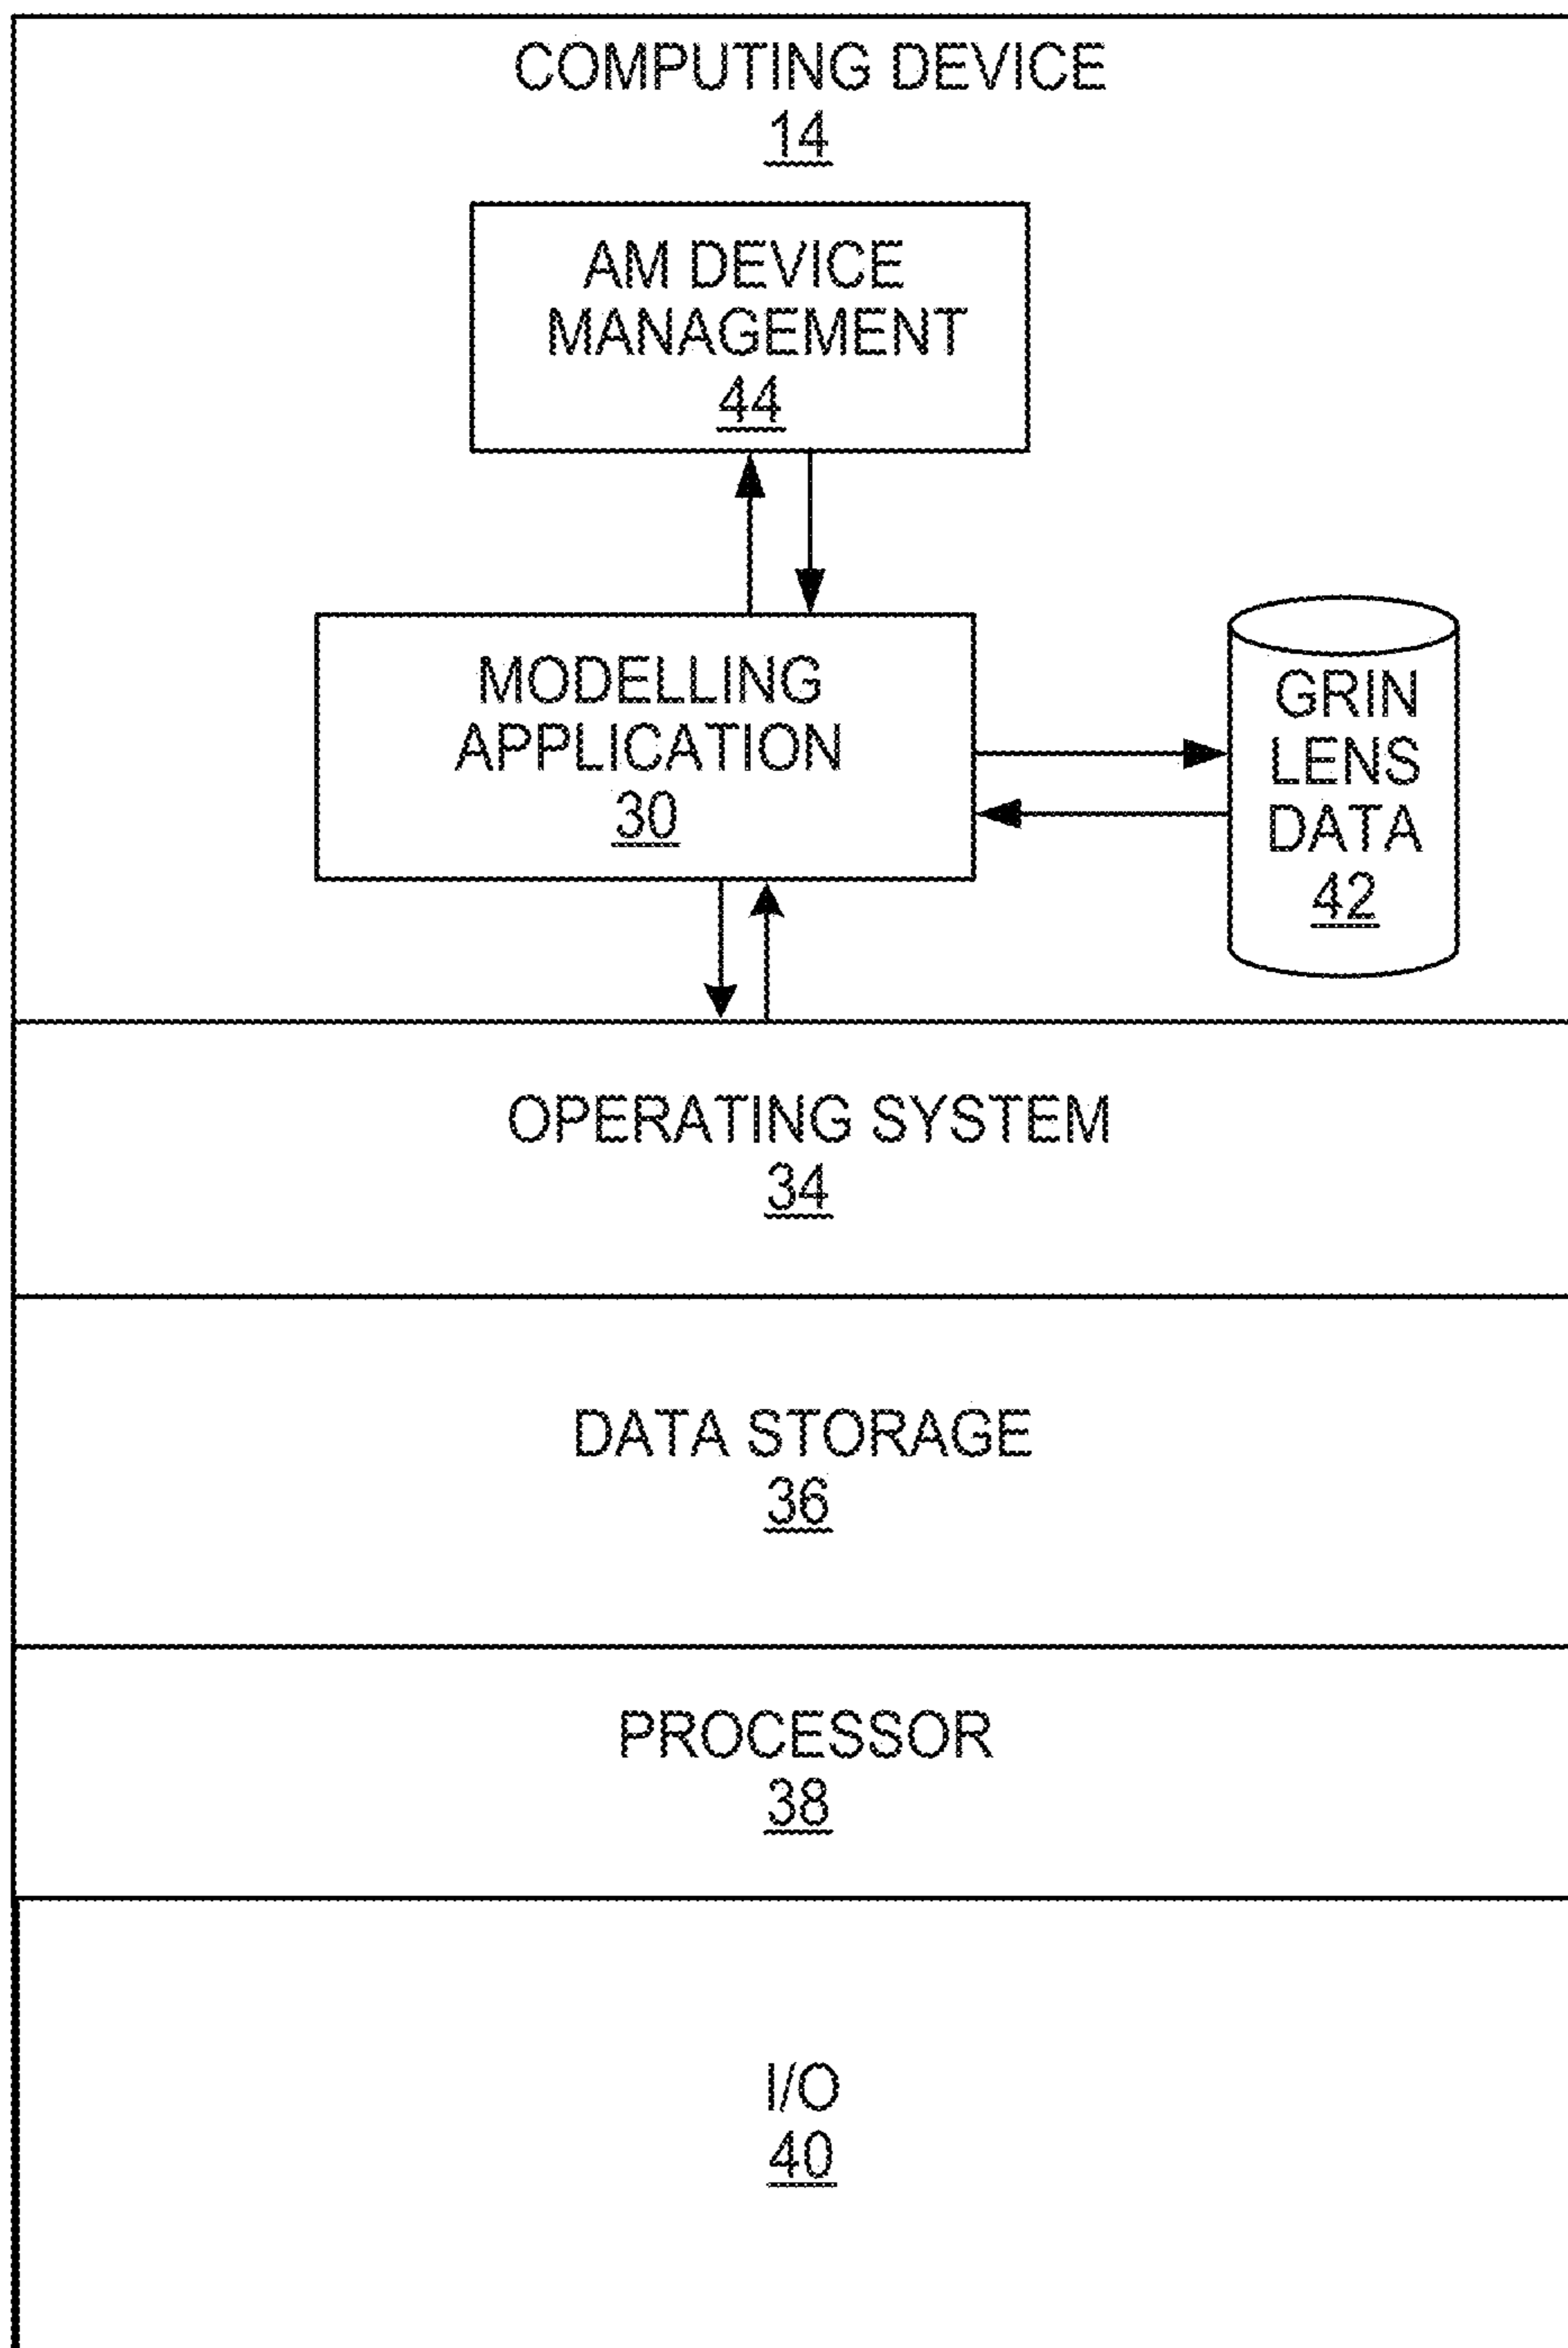 COMPUTING DEVICE
14
AM DEVICE
MANAGEMENT
44
MODELLING
APPLICATION
30
GRIN
LENS
DATA
42
OPERATING SYSTEM
34
DATA STORAGE
36
PROCESSOR
38
I/O
40